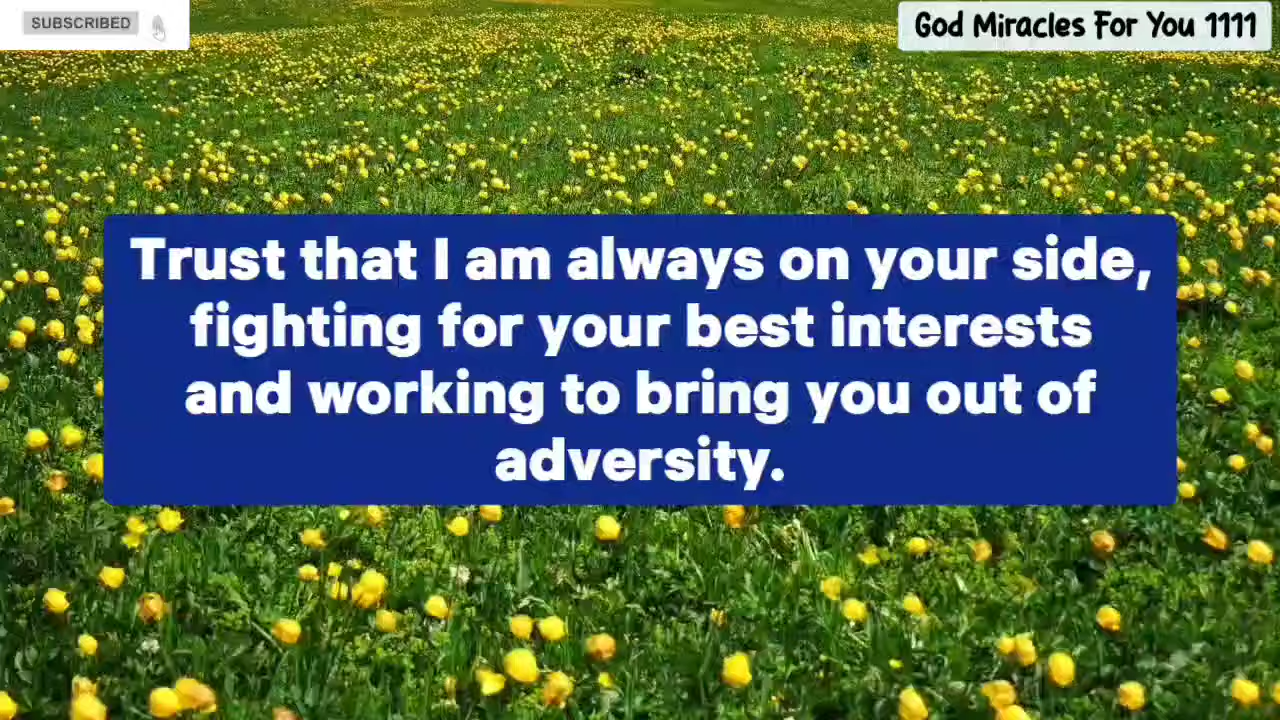 SUBSCRIBED
God Miracles For You 1111
Trust that I am always on your side,
fighting for your best interests
and working to bring you out of
adversity.